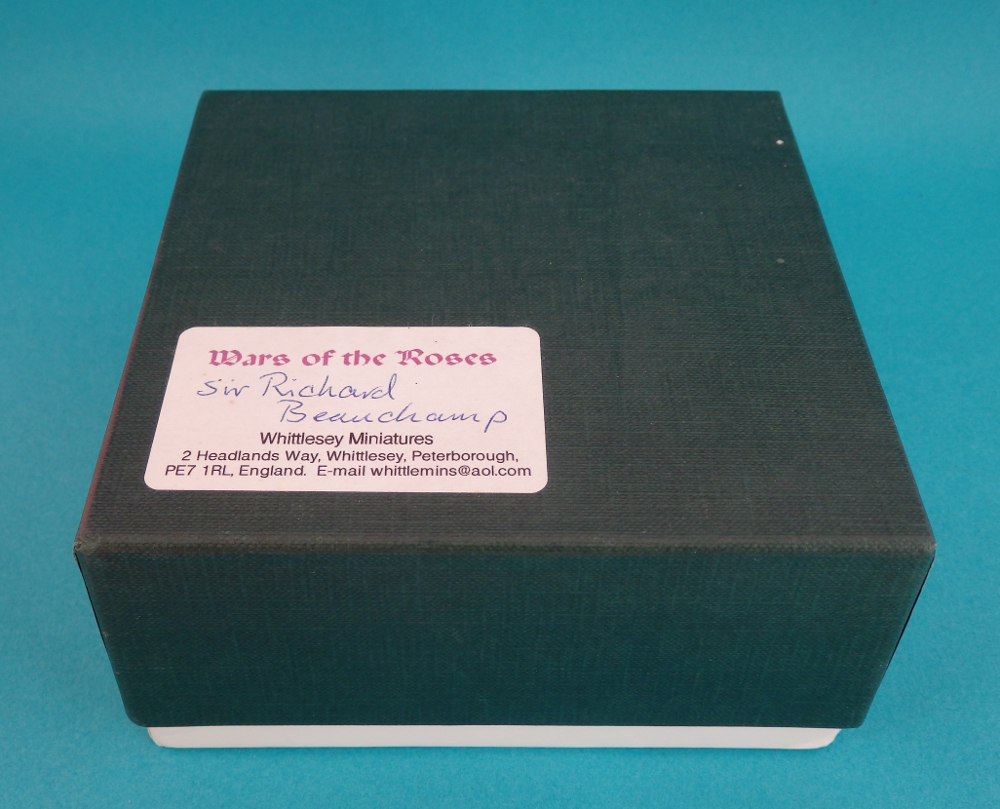 Wars of the Roses
Sir Richard
Beauchamp
Whittlesey Miniatures
2 Headlands Way, Whittlesey, Peterborough,
PE7 1RL, England. E-mail whittlemins@aol.com